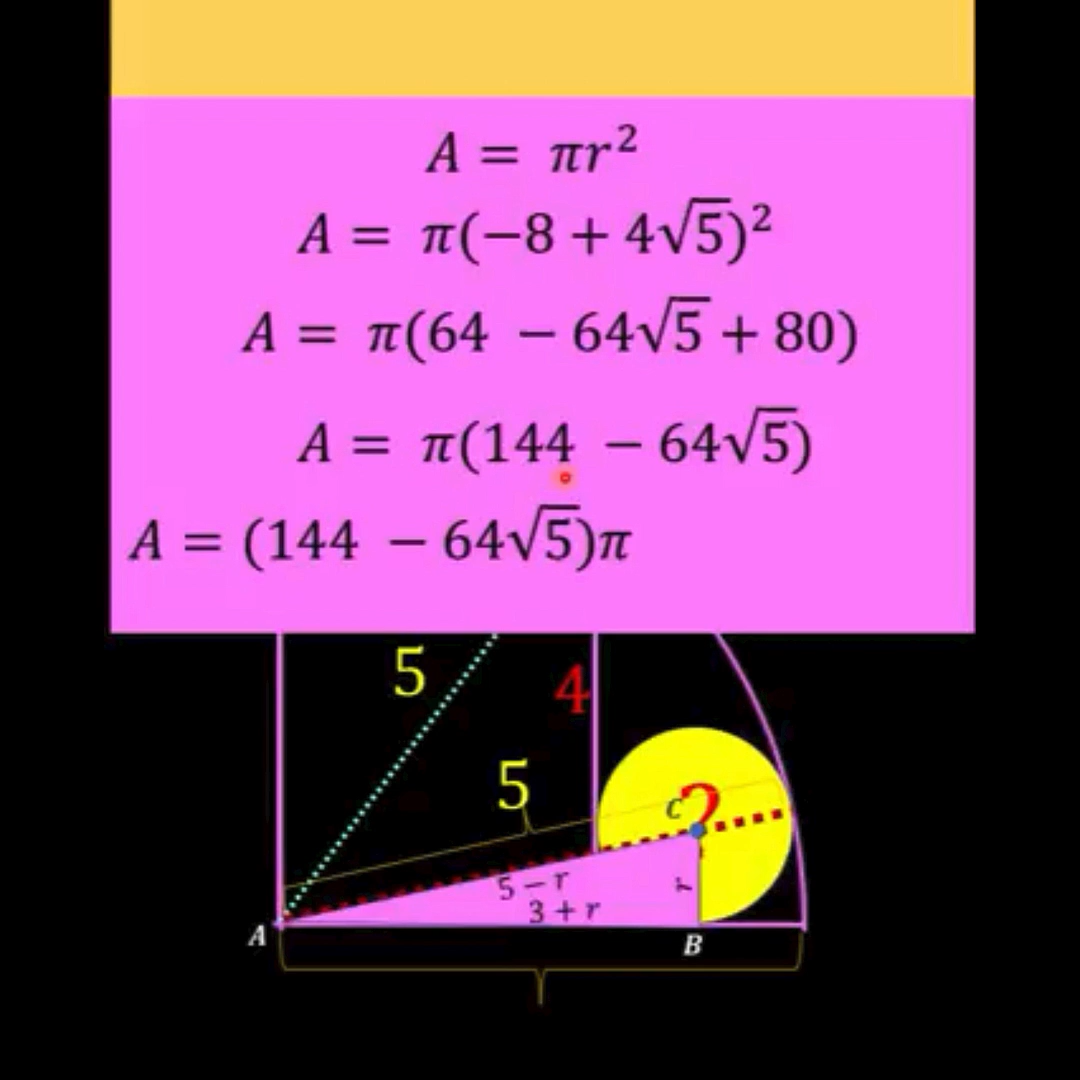 A = πr²
A = π(−8 + 4√5)²
A = π(64 − 64√5 + 80)
A = π(144 − 64√5)
A = (144 − 64√5)π
5
4
5
C
?
5 − r
r
3 + r
A
B